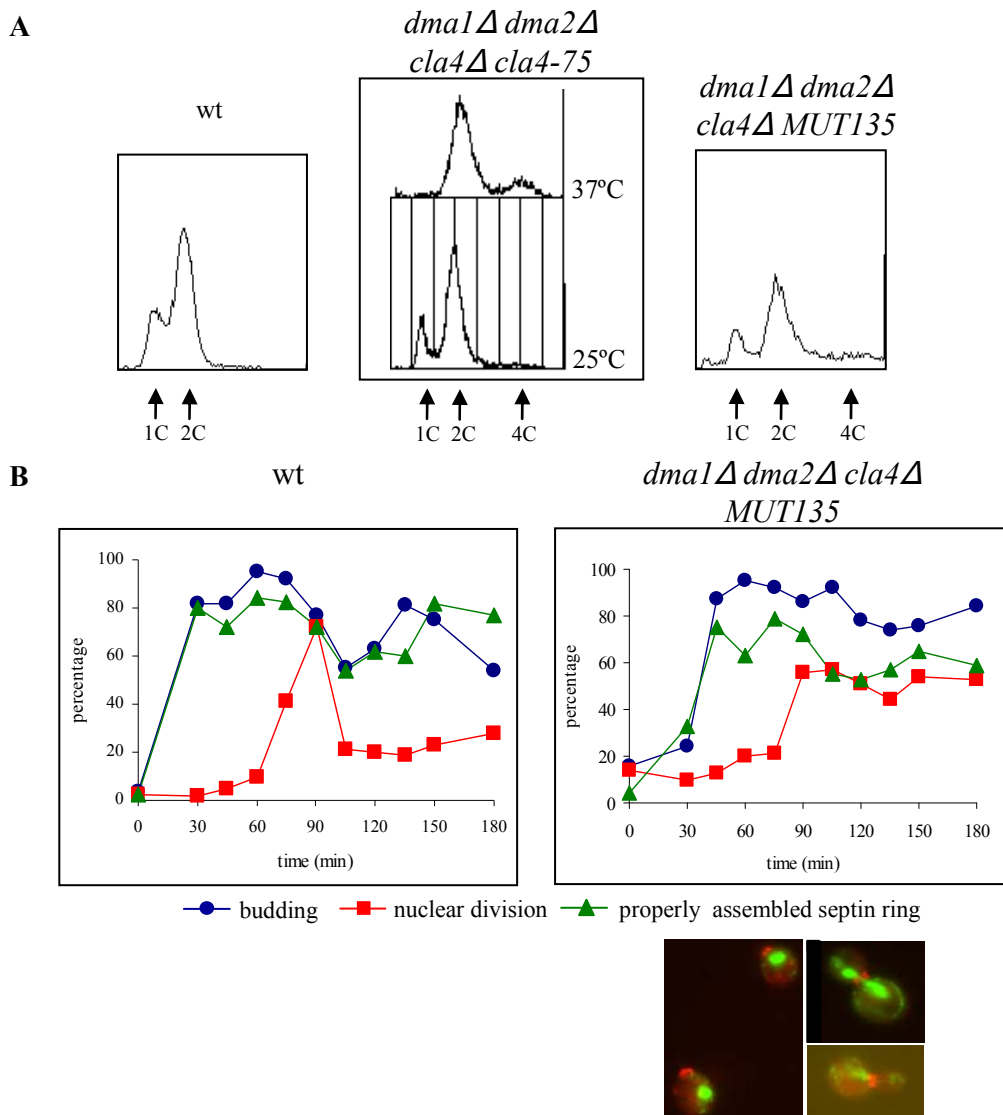 A
wt
dma1Δ dma2Δ
cla4Δ cla4-75
dma1Δ dma2Δ
cla4Δ MUT135
37ºC
25ºC
1C 2C
1C 2C 4C
1C 2C 4C
B
wt
dma1Δ dma2Δ cla4Δ
MUT135
percentage
100
80
60
40
20
0
0 30 60 90 120 150 180
time (min)
percentage
100
80
60
40
20
0
0 30 60 90 120 150 180
time (min)
budding nuclear division properly assembled septin ring